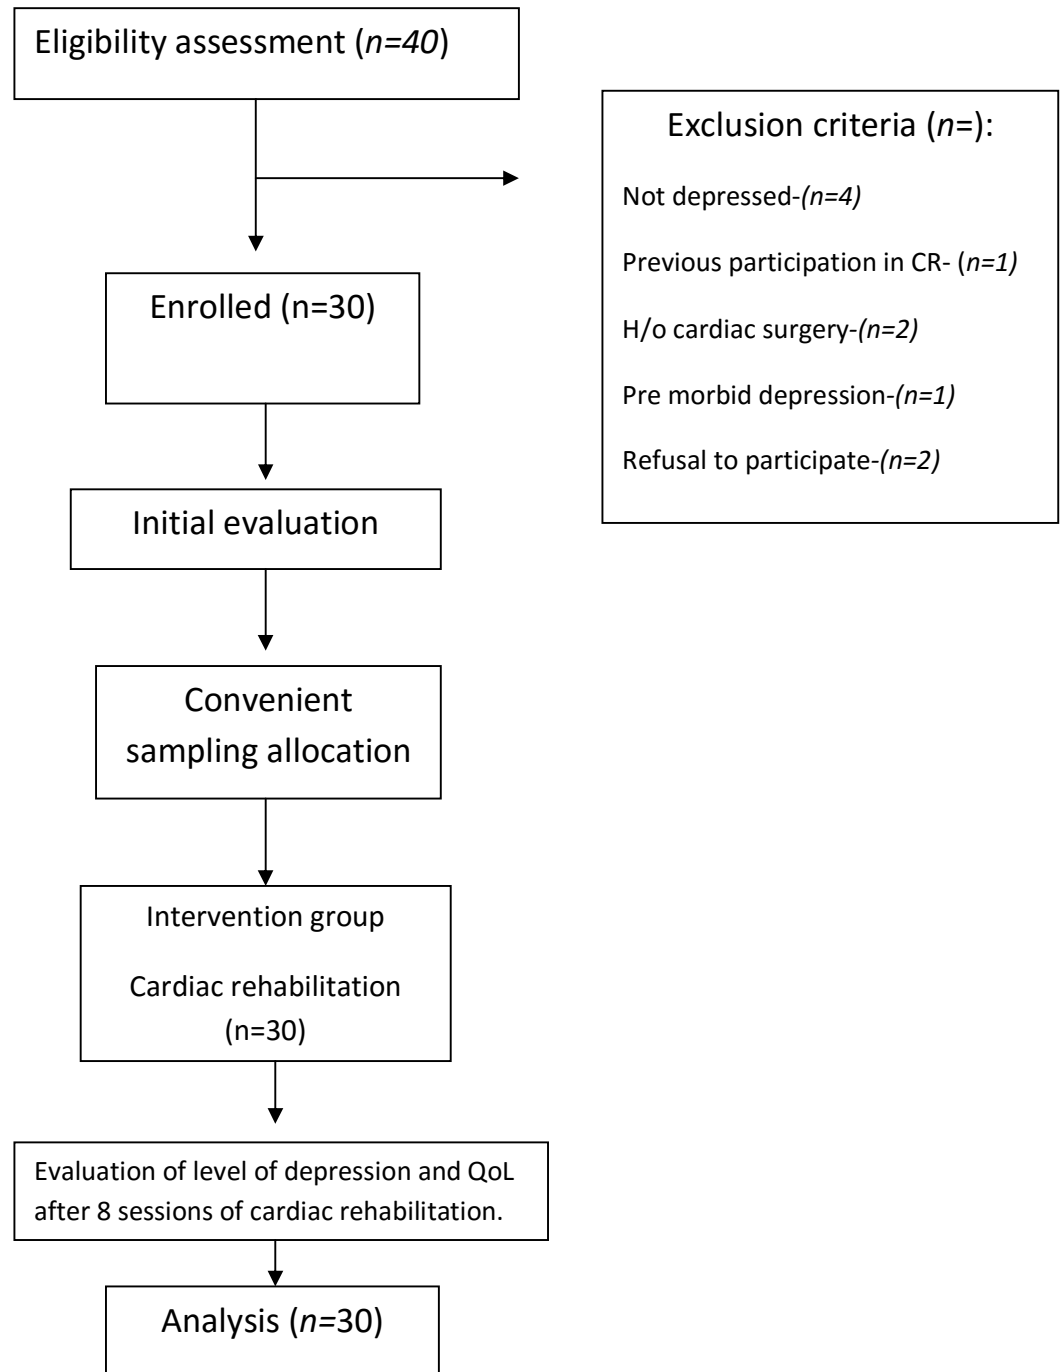 Eligibility assessment (n=40)
Exclusion criteria (n=):
Not depressed-(n=4)
Previous participation in CR- (n=1)
H/o cardiac surgery-(n=2)
Pre morbid depression-(n=1)
Refusal to participate-(n=2)
Enrolled (n=30)
Initial evaluation
Convenient
sampling allocation
Intervention group
Cardiac rehabilitation
(n=30)
Evaluation of level of depression and QoL
after 8 sessions of cardiac rehabilitation.
Analysis (n=30)